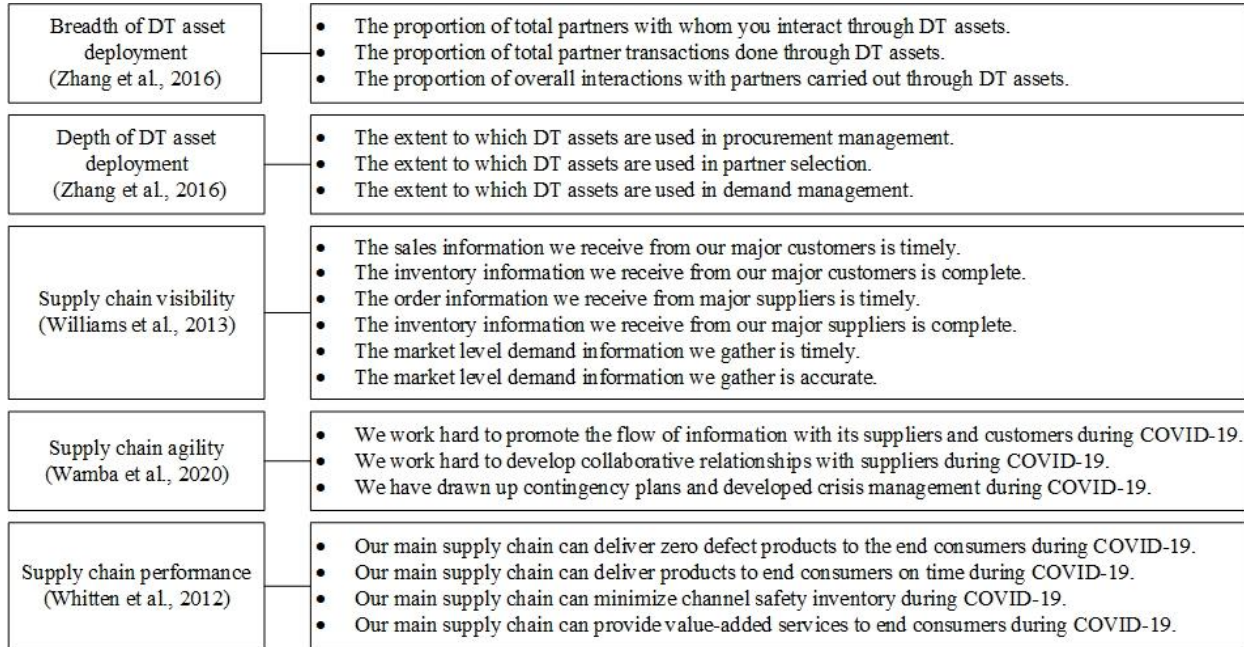 Breadth of DT asset
deployment
(Zhang et al., 2016)
• The proportion of total partners with whom you interact through DT assets.
• The proportion of total partner transactions done through DT assets.
• The proportion of overall interactions with partners carried out through DT assets.
Depth of DT asset
deployment
(Zhang et al., 2016)
• The extent to which DT assets are used in procurement management.
• The extent to which DT assets are used in partner selection.
• The extent to which DT assets are used in demand management.
Supply chain visibility
(Williams et al., 2013)
• The sales information we receive from our major customers is timely.
• The inventory information we receive from our major customers is complete.
• The order information we receive from major suppliers is timely.
• The inventory information we receive from our major suppliers is complete.
• The market level demand information we gather is timely.
• The market level demand information we gather is accurate.
Supply chain agility
(Wamba et al., 2020)
• We work hard to promote the flow of information with its suppliers and customers during COVID-19.
• We work hard to develop collaborative relationships with suppliers during COVID-19.
• We have drawn up contingency plans and developed crisis management during COVID-19.
Supply chain performance
(Whitten et al., 2012)
• Our main supply chain can deliver zero defect products to the end consumers during COVID-19.
• Our main supply chain can deliver products to end consumers on time during COVID-19.
• Our main supply chain can minimize channel safety inventory during COVID-19.
• Our main supply chain can provide value-added services to end consumers during COVID-19.